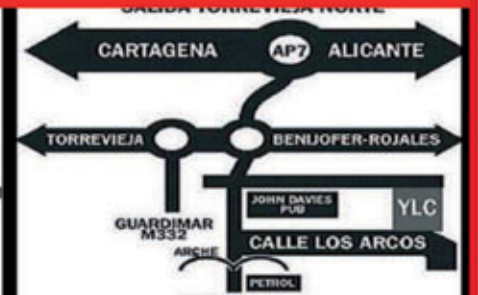 SALIDA TORREVIEJA NORTE
CARTAGENA AP7 ALICANTE
TORREVIEJA BENIJOFER-ROJALES
JOHN DAVIES
PUB
YLC
GUARDIMAR
M332
CALLE LOS ARCOS
ARCHE
PETROL